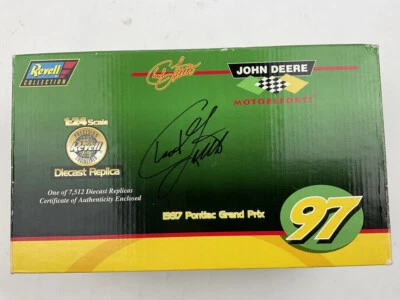 Revell
COLLECTION
JOHN DEERE
MOTORSPORTS
1:24 Scale
Revell
Diecast Replica
One of 7,512 Diecast Replicas
Certificate of Authenticity Enclosed
1997 Pontiac Grand Prix
97